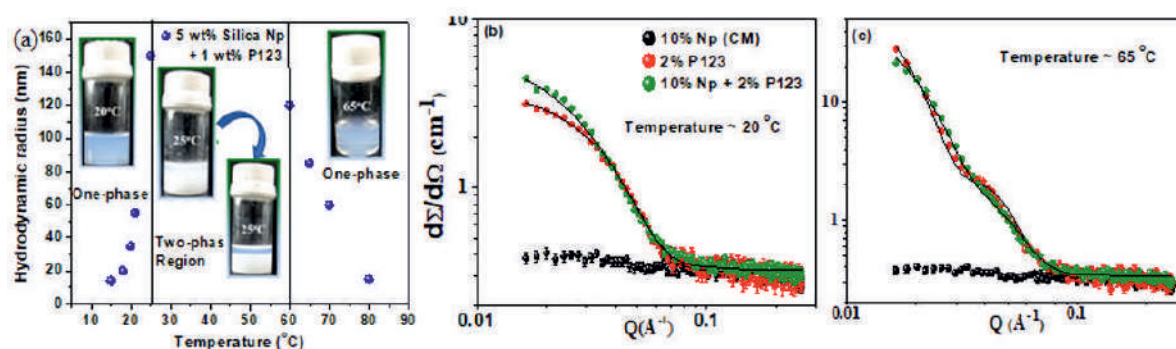 (a)
5 wt% Silica Np
+ 1 wt% P123
20°C
25°C
65°C
25°C
One-phase
Two-phas
Region
One-phase
Hydrodynamic radius (nm)
160
140
120
100
80
60
40
20
0
10 20 30 40 50 60 70 80 90
Temperature (°C)
(b)
10% Np (CM)
2% P123
10% Np + 2% P123
Temperature ~ 20 °C
dΣ/dΩ (cm⁻¹)
10
1
0.01 0.1
Q(Å⁻¹)
(c)
Temperature ~ 65 °C
10
1
0.01 0.1
Q (Å⁻¹)